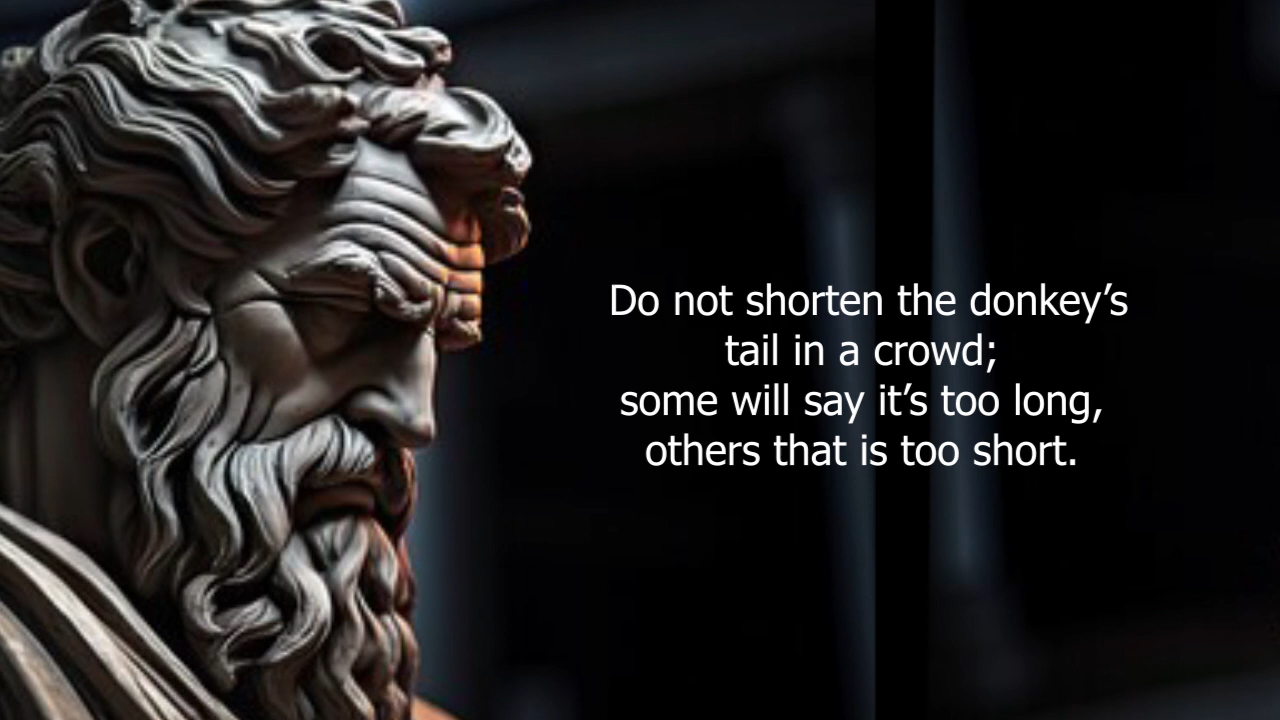 Do not shorten the donkey’s
tail in a crowd;
some will say it’s too long,
others that is too short.